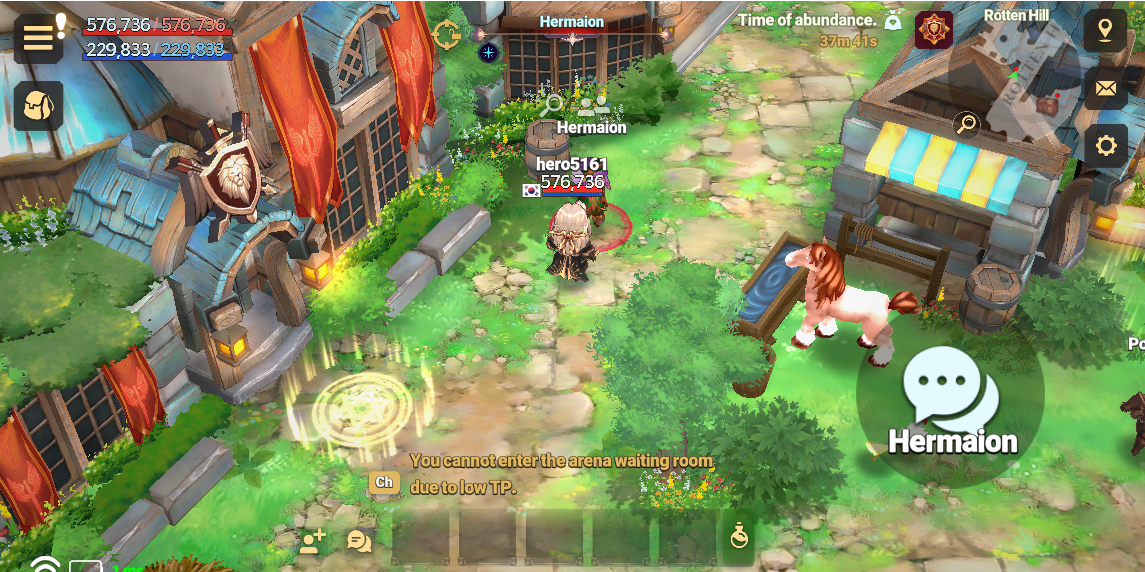 576,736 / 576,736
229,833 / 229,833
Hermaion
Time of abundance.
37m 41s
Rotten Hill
Hermaion
hero5161
576,736
Hermaion
You cannot enter the arena waiting room
Ch
due to low TP.